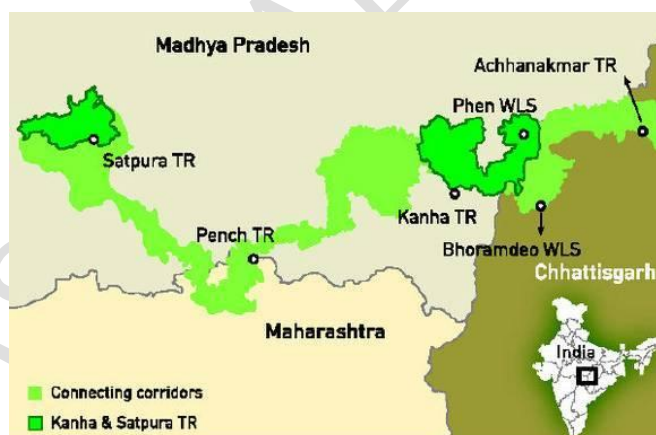 Madhya Pradesh
Achhanakmar TR
Phen WLS
Satpura TR
Kanha TR
Pench TR
Bhoramdeo WLS
Chhattisgarh
Maharashtra
India
Connecting corridors
Kanha & Satpura TR